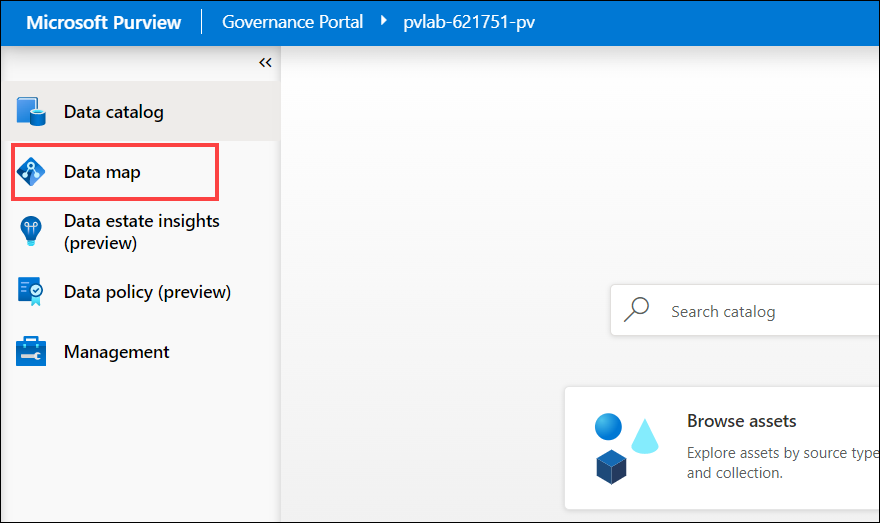 Microsoft Purview Governance Portal pvlab-621751-pv
Data catalog
Data map
Data estate insights
(preview)
Data policy (preview)
Management
Search catalog
Browse assets
Explore assets by source type
and collection.